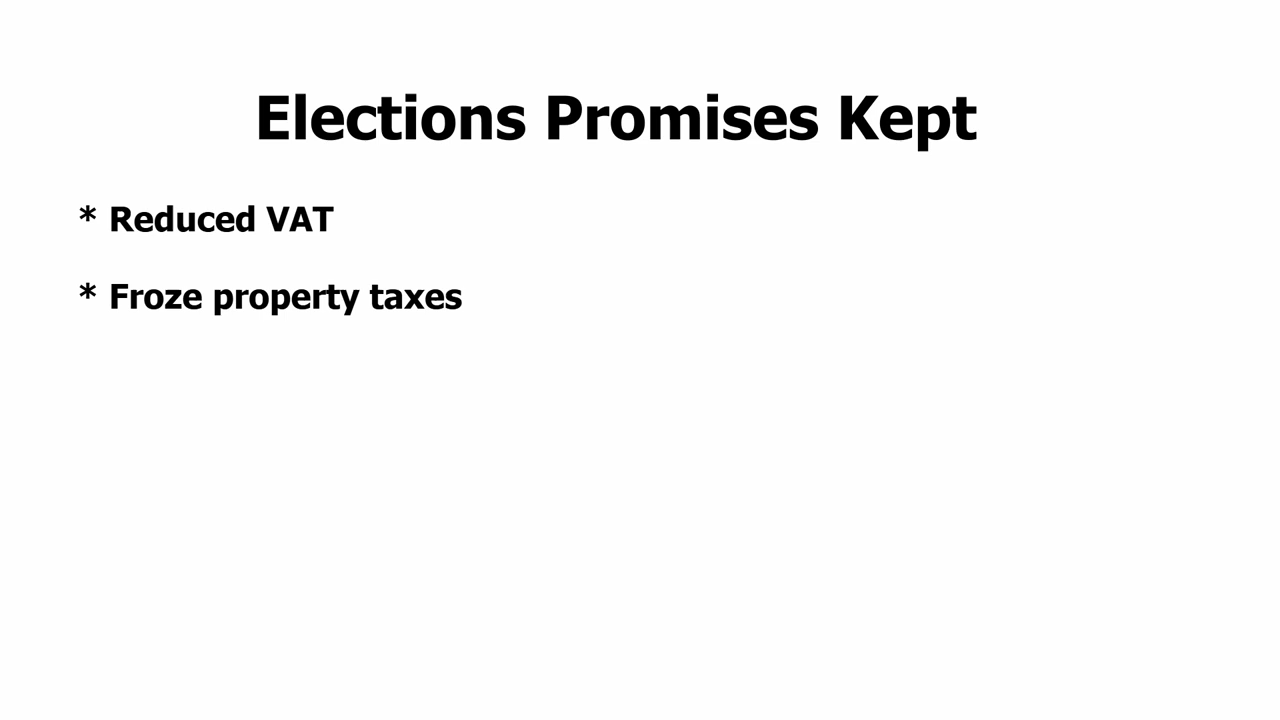 Elections Promises Kept
* Reduced VAT
* Froze property taxes